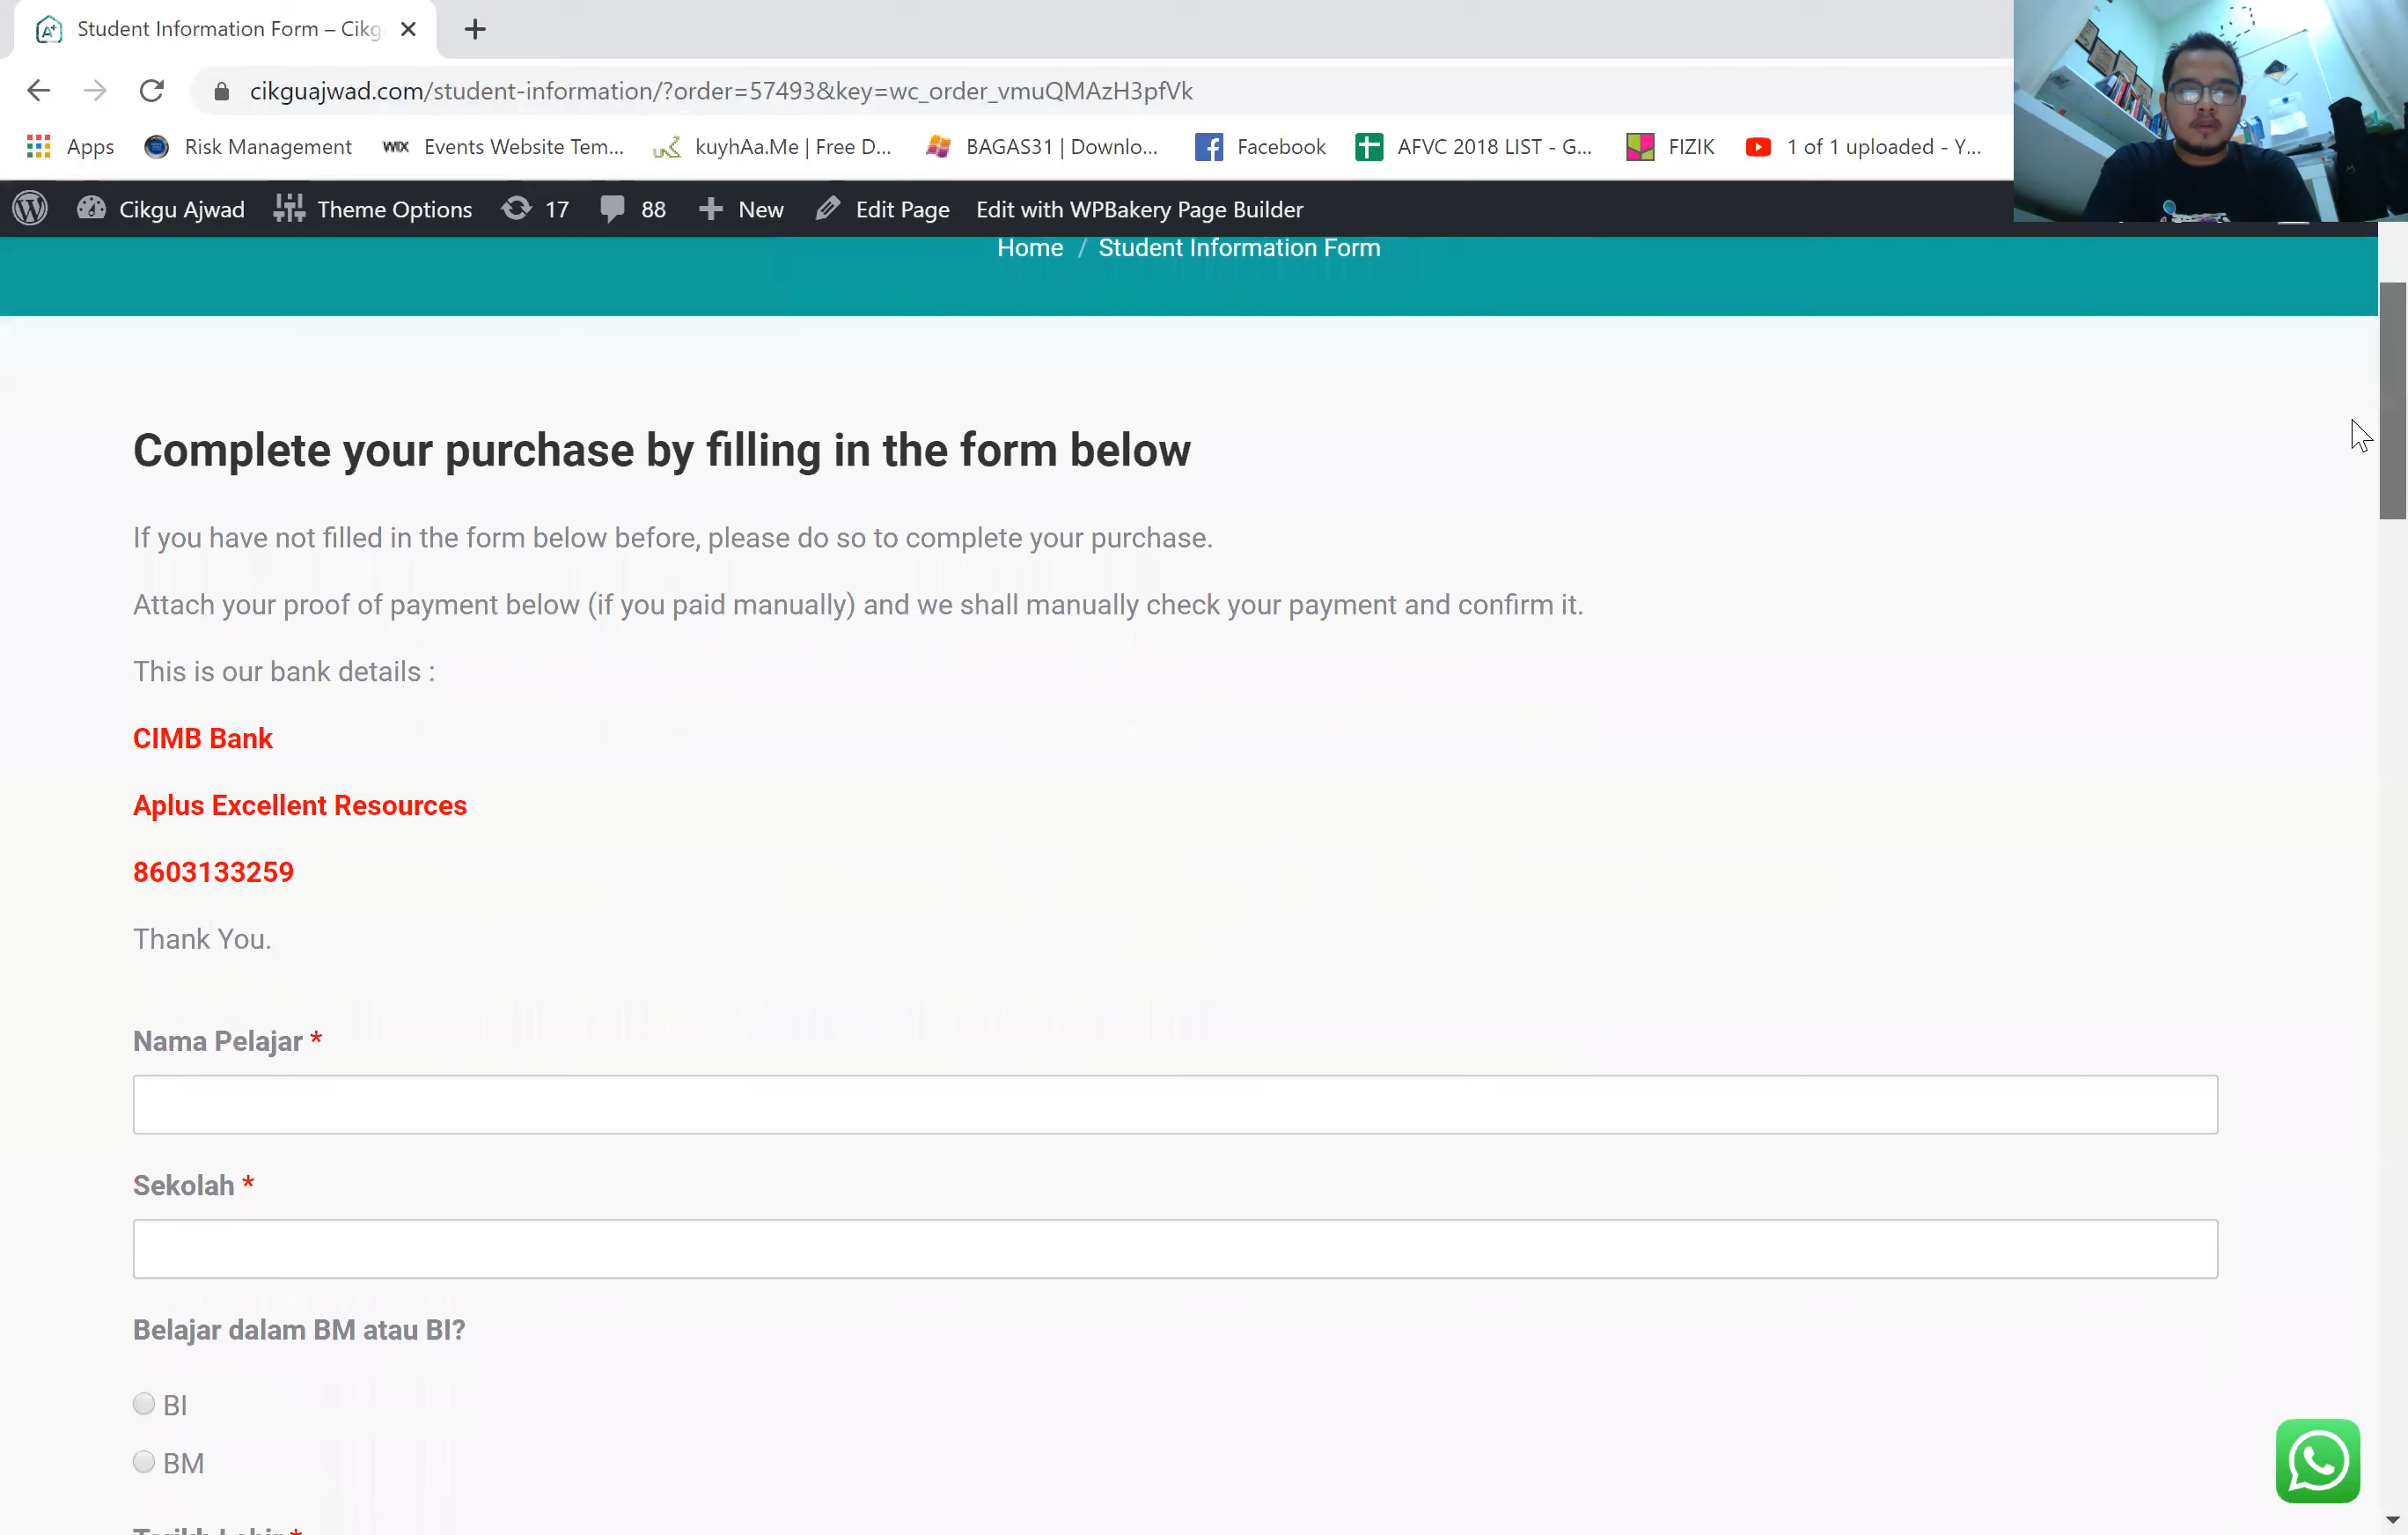 Student Information Form – Cikg
cikguajwad.com/student-information/?order=57493&key=wc_order_vmuQMAzH3pfVk
Apps Risk Management WIX Events Website Tem... kuyhAa.Me | Free D... BAGAS31 | Downlo... Facebook AFVC 2018 LIST - G... FIZIK 1 of 1 uploaded - Y...
Cikgu Ajwad Theme Options 17 88 New Edit Page Edit with WPBakery Page Builder
Home / Student Information Form
Complete your purchase by filling in the form below
If you have not filled in the form below before, please do so to complete your purchase.
Attach your proof of payment below (if you paid manually) and we shall manually check your payment and confirm it.
This is our bank details :
CIMB Bank
Aplus Excellent Resources
8603133259
Thank You.
Nama Pelajar *
Sekolah *
Belajar dalam BM atau BI?
BI
BM